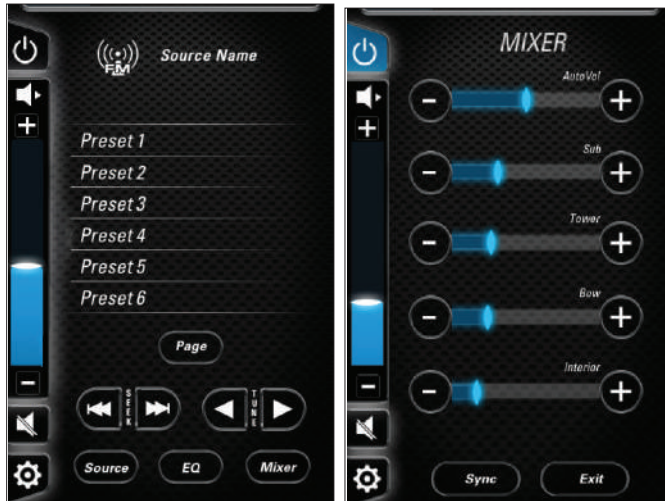 FM
Source Name
Preset 1
Preset 2
Preset 3
Preset 4
Preset 5
Preset 6
Page
SEEK
TUNE
Source
EQ
Mixer
MIXER
AutoVol
Sub
Tower
Bow
Interior
Sync
Exit